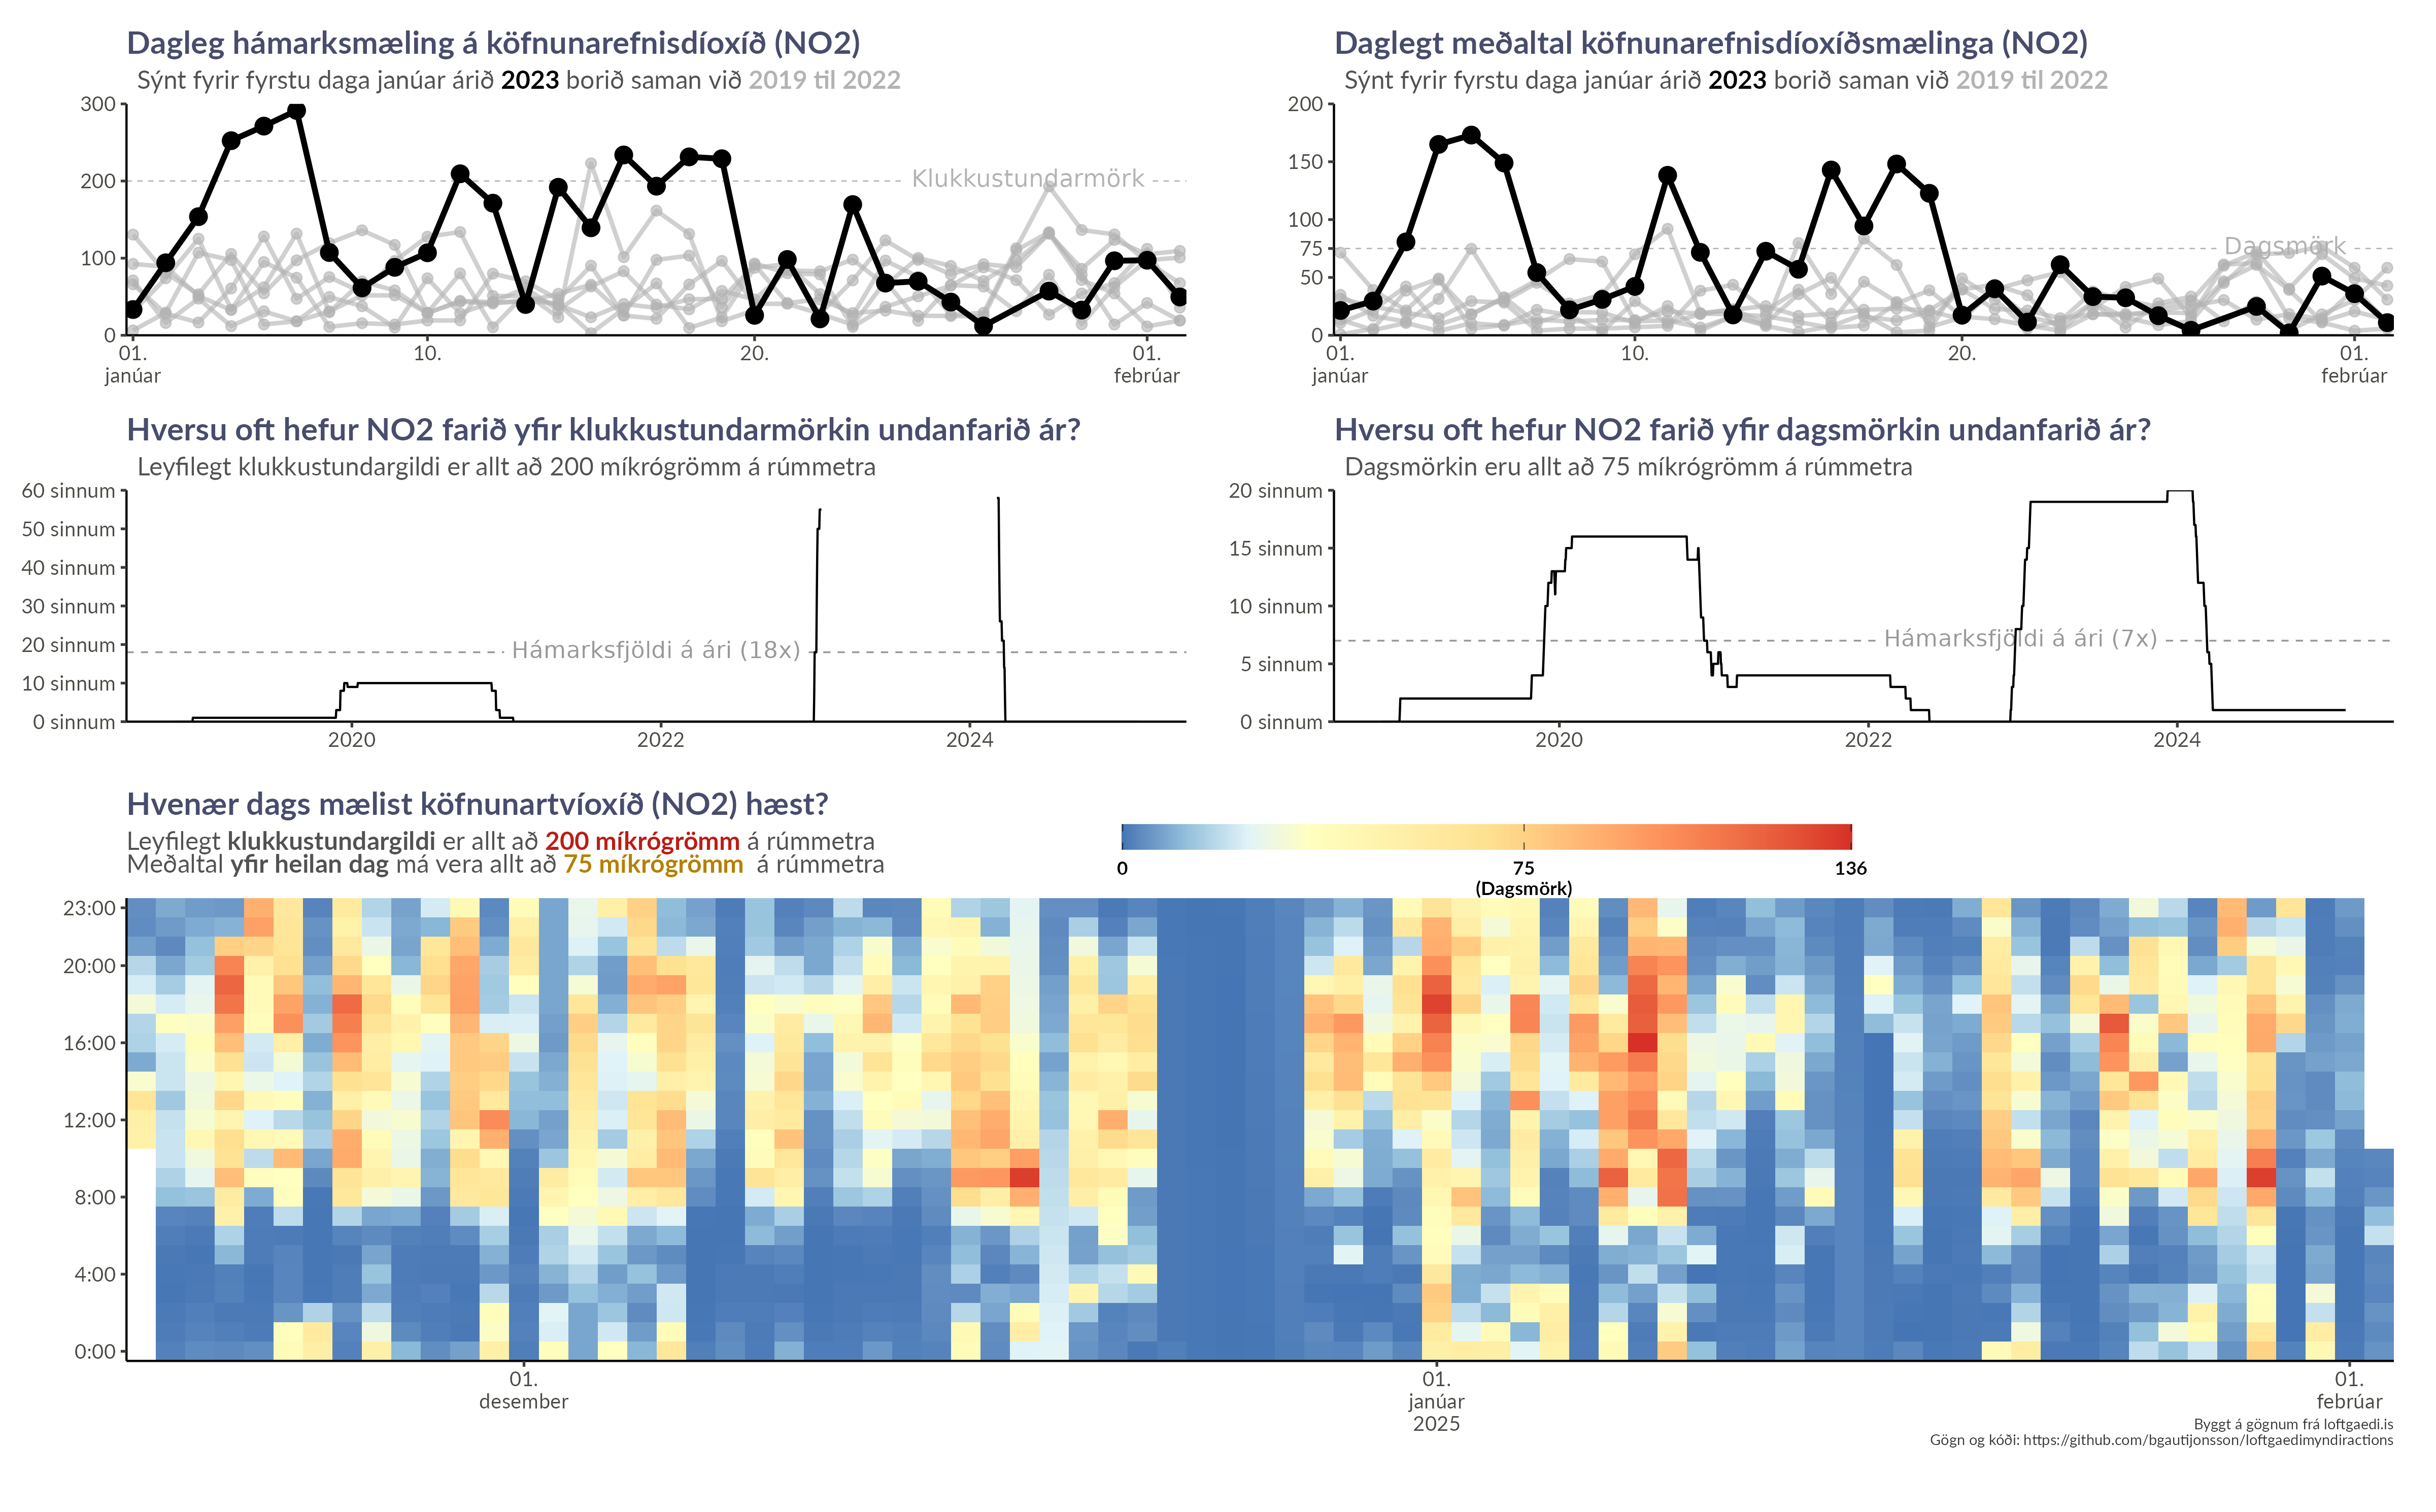 Dagleg hámarksmæling á köfnunarefnisdíoxíð (NO2)
Sýnt fyrir fyrstu daga janúar árið 2023 borið saman við 2019 til 2022
300
200
100
0
Klukkustundarmörk
01.
janúar
10.
20.
01.
febrúar
Daglegt meðaltal köfnunarefnisdíoxíðsmælinga (NO2)
Sýnt fyrir fyrstu daga janúar árið 2023 borið saman við 2019 til 2022
200
150
100
75
50
0
Dagsmörk
01.
janúar
10.
20.
01.
febrúar
Hversu oft hefur NO2 farið yfir klukkustundarmörkin undanfarið ár?
Leyfilegt klukkustundargildi er allt að 200 míkrógrömm á rúmmetra
60 sinnum
50 sinnum
40 sinnum
30 sinnum
20 sinnum
10 sinnum
0 sinnum
Hámarksfjöldi á ári (18x)
2020
2022
2024
Hversu oft hefur NO2 farið yfir dagsmörkin undanfarið ár?
Dagsmörkin eru allt að 75 míkrógrömm á rúmmetra
20 sinnum
15 sinnum
10 sinnum
5 sinnum
0 sinnum
Hámarksfjöldi á ári (7x)
2020
2022
2024
Hvenær dags mælist köfnunartvíoxíð (NO2) hæst?
Leyfilegt klukkustundargildi er allt að 200 míkrógrömm á rúmmetra
Meðaltal yfir heilan dag má vera allt að 75 míkrógrömm á rúmmetra
0
75
(Dagsmörk)
136
23:00
20:00
16:00
12:00
8:00
4:00
0:00
01.
desember
01.
janúar
2025
01.
febrúar
Byggt á gögnum frá loftgaedi.is
Gögn og kóði: https://github.com/bgautijonsson/loftgaedimyndiractions